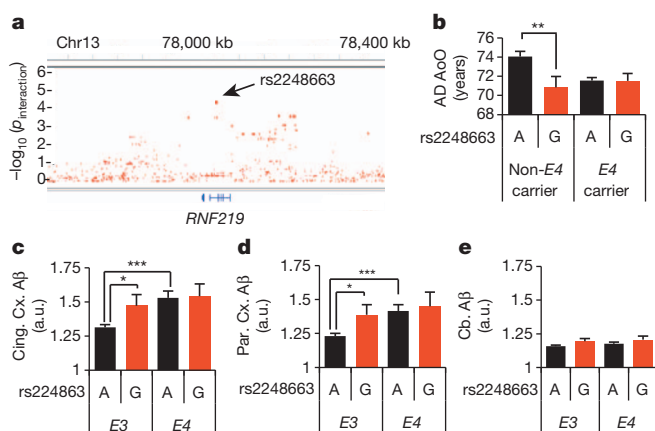 a
Chr13 78,000 kb 78,400 kb
–log10 (pinteraction)
6
5
4
3
2
1
0
rs2248663
RNF219
b
AD AoO
(years)
76
74
72
70
68
**
rs2248663 A G A G
Non-E4 carrier
E4 carrier
c
Cing. Cx. Aβ
(a.u.)
1.75
1.5
1.25
1
***
*
rs224863 A G A G
E3 E4
d
Par. Cx. Aβ
(a.u.)
1.75
1.5
1.25
1
***
*
rs2248663 A G A G
E3 E4
e
Cb. Aβ
(a.u.)
1.75
1.5
1.25
1
rs2248663 A G A G
E3 E4